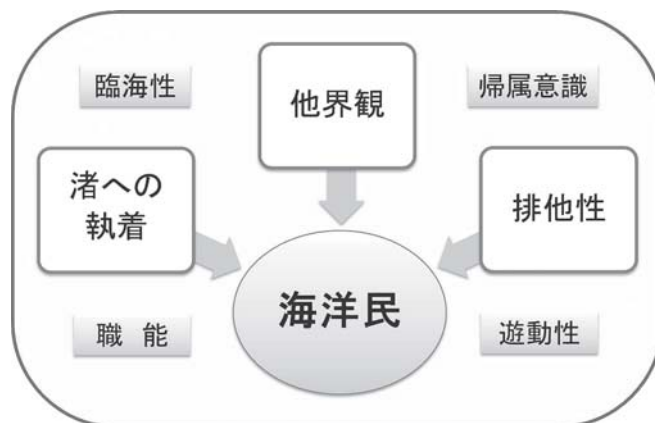 臨海性
他界観
帰属意識
渚への
執着
排他性
海洋民
職 能
遊動性